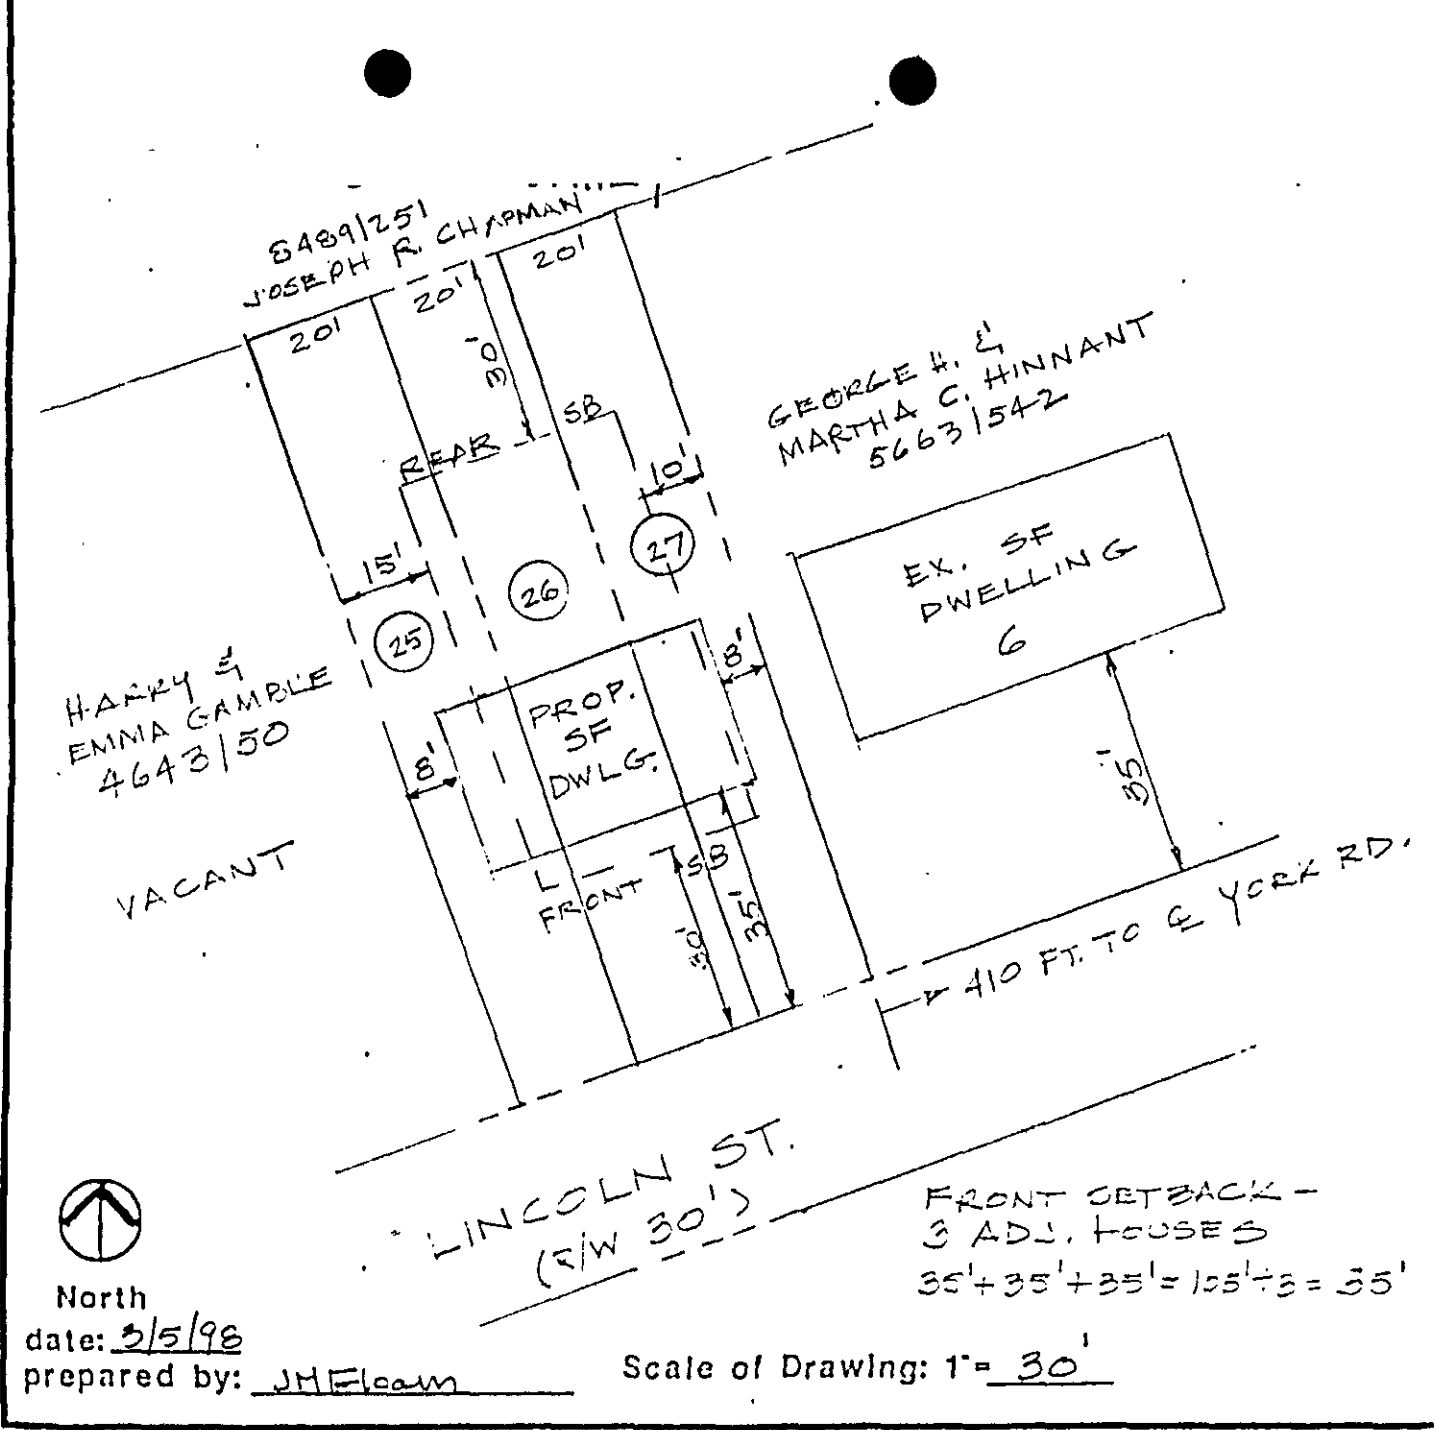 8489/251
JOSEPH R. CHAPMAN
20'
20'
20'
30'
REAR SB
10'
15'
25
26
27
GEORGE H. &
MARTHA C. HINNANT
5663/542
EX. SF
DWELLING
6
HARRY &
EMMA GAMBLE
4643/50
VACANT
8'
8'
PROP.
SF
DWLG.
FRONT SB
30'
35'
35'
410 FT. TO ℄ YORK RD.
LINCOLN ST.
(R/W 30')
FRONT SETBACK -
3 ADJ. HOUSES
35'+35'+35'=105'÷3=35'
North
date: 3/5/98
prepared by:
Scale of Drawing: 1"= 30'